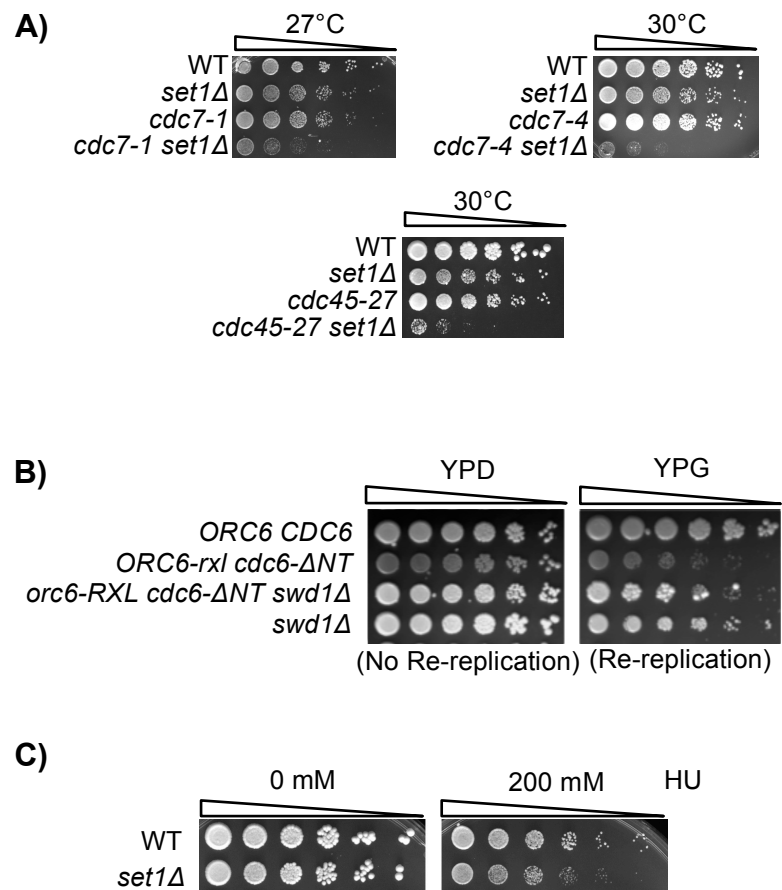 A)
27°C
WT
set1Δ
cdc7-1
cdc7-1 set1Δ
30°C
WT
set1Δ
cdc7-4
cdc7-4 set1Δ
30°C
WT
set1Δ
cdc45-27
cdc45-27 set1Δ
B)
YPD YPG
ORC6 CDC6
ORC6-rxl cdc6-ΔNT
orc6-RXL cdc6-ΔNT swd1Δ
swd1Δ
(No Re-replication) (Re-replication)
C)
0 mM 200 mM HU
WT
set1Δ